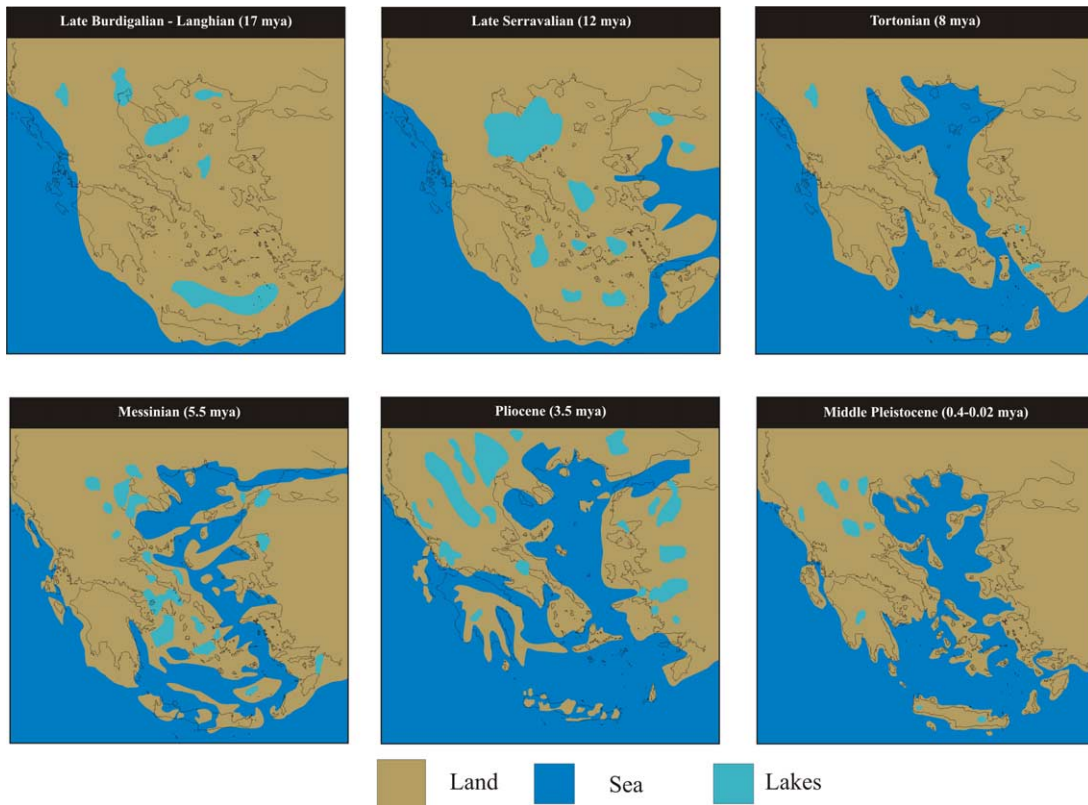 Late Burdigalian - Langhian (17 mya)
Late Serravalian (12 mya)
Tortonian (8 mya)
Messinian (5.5 mya)
Pliocene (3.5 mya)
Middle Pleistocene (0.4-0.02 mya)
Land
Sea
Lakes